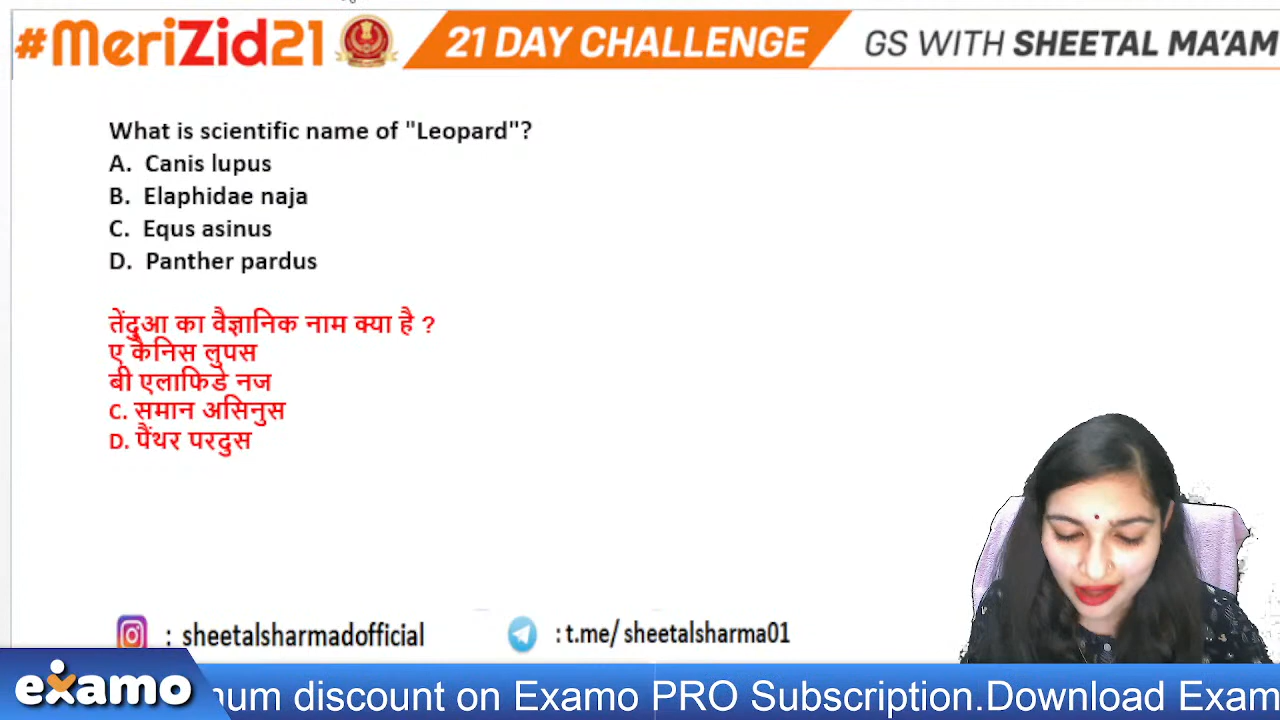 #MeriZid21 21 DAY CHALLENGE GS WITH SHEETAL MA'AM
What is scientific name of "Leopard"?
A. Canis lupus
B. Elaphidae naja
C. Equs asinus
D. Panther pardus
तेंदुआ का वैज्ञानिक नाम क्या है ?
ए कैनिस लुपस
बी एलाफिडे नज
C. समान असिनुस
D. पैंथर परदुस
: sheetalsharmadofficial : t.me/ sheetalsharma01
examo num discount on Examo PRO Subscription.Download Exam